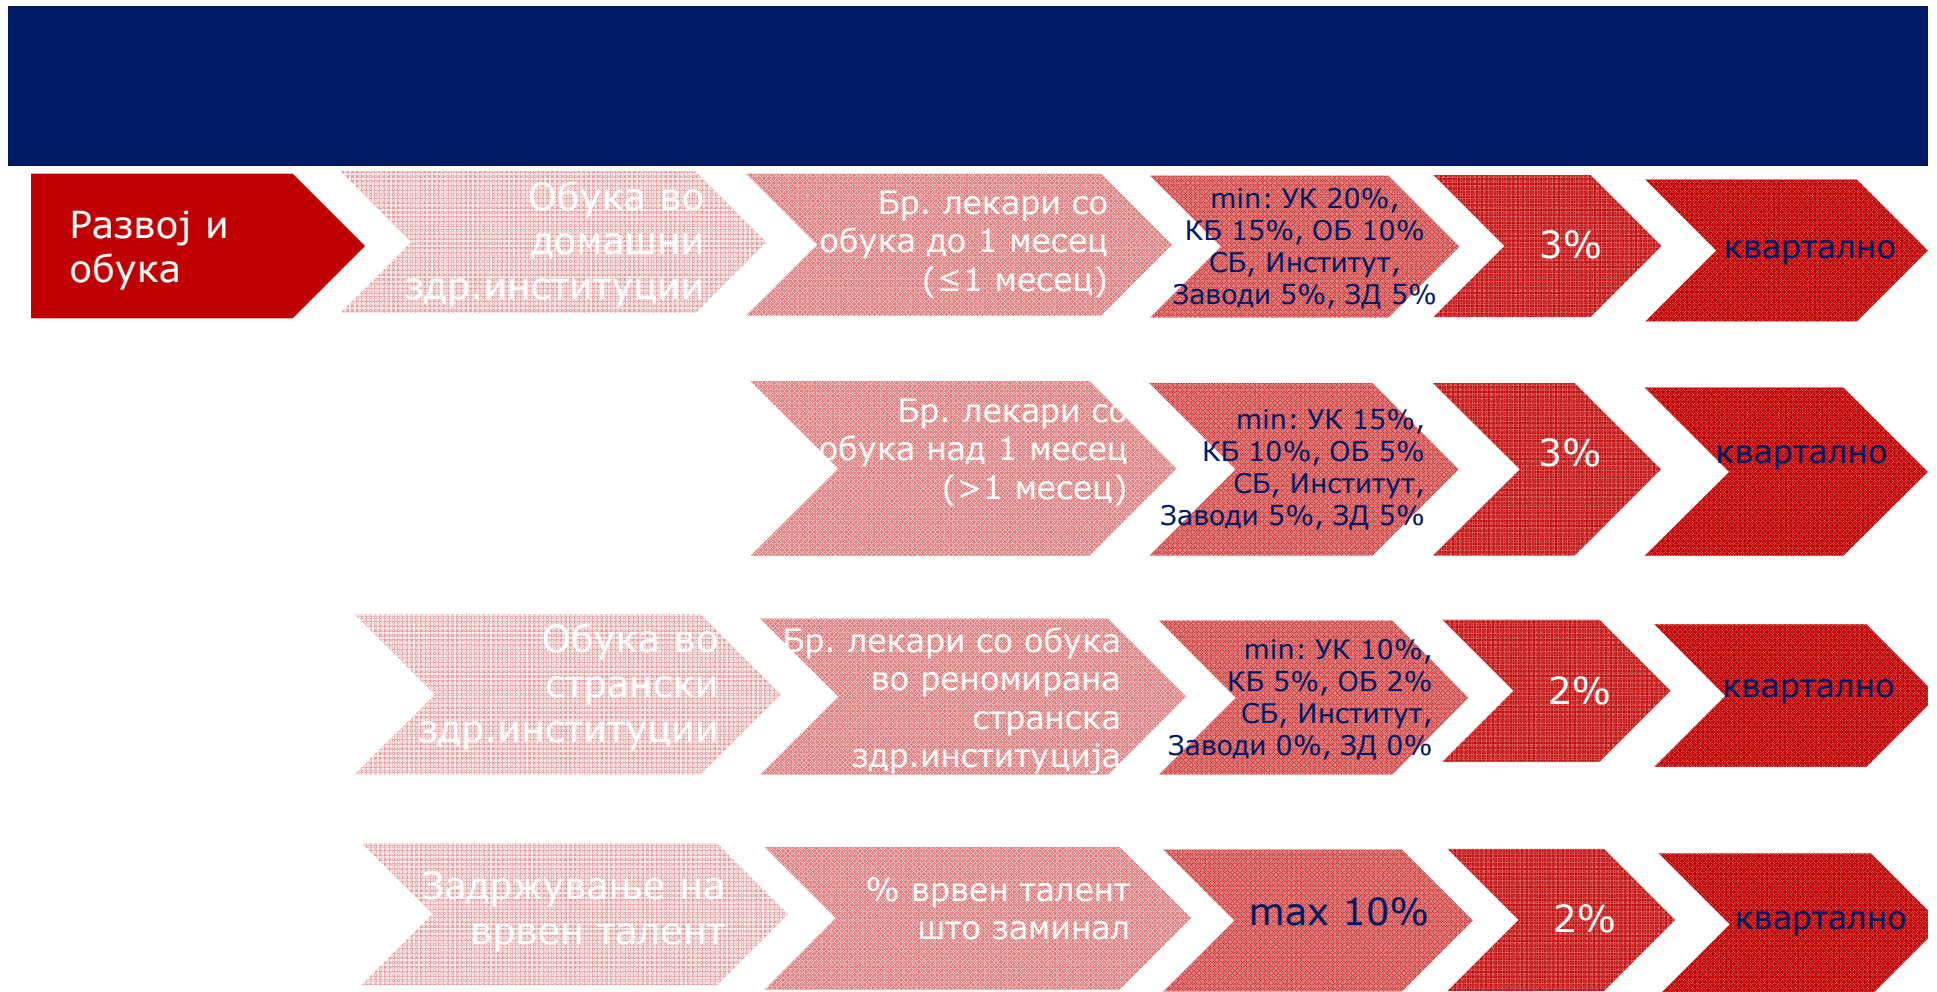 Развој и
обука
Обука во
домашни
здр.институции
Бр. лекари со
обука до 1 месец
(≤1 месец)
min: УК 20%,
КБ 15%, ОБ 10%
СБ, Институт,
Заводи 5%, ЗД 5%
3%
квартално
Бр. лекари со
обука над 1 месец
(>1 месец)
min: УК 15%,
КБ 10%, ОБ 5%
СБ, Институт,
Заводи 5%, ЗД 5%
3%
квартално
Обука во
странски
здр.институции
Бр. лекари со обука
во реномирана
странска
здр.институција
min: УК 10%,
КБ 5%, ОБ 2%
СБ, Институт,
Заводи 0%, ЗД 0%
2%
квартално
Задржување на
врвен талент
% врвен талент
што заминал
max 10%
2%
квартално